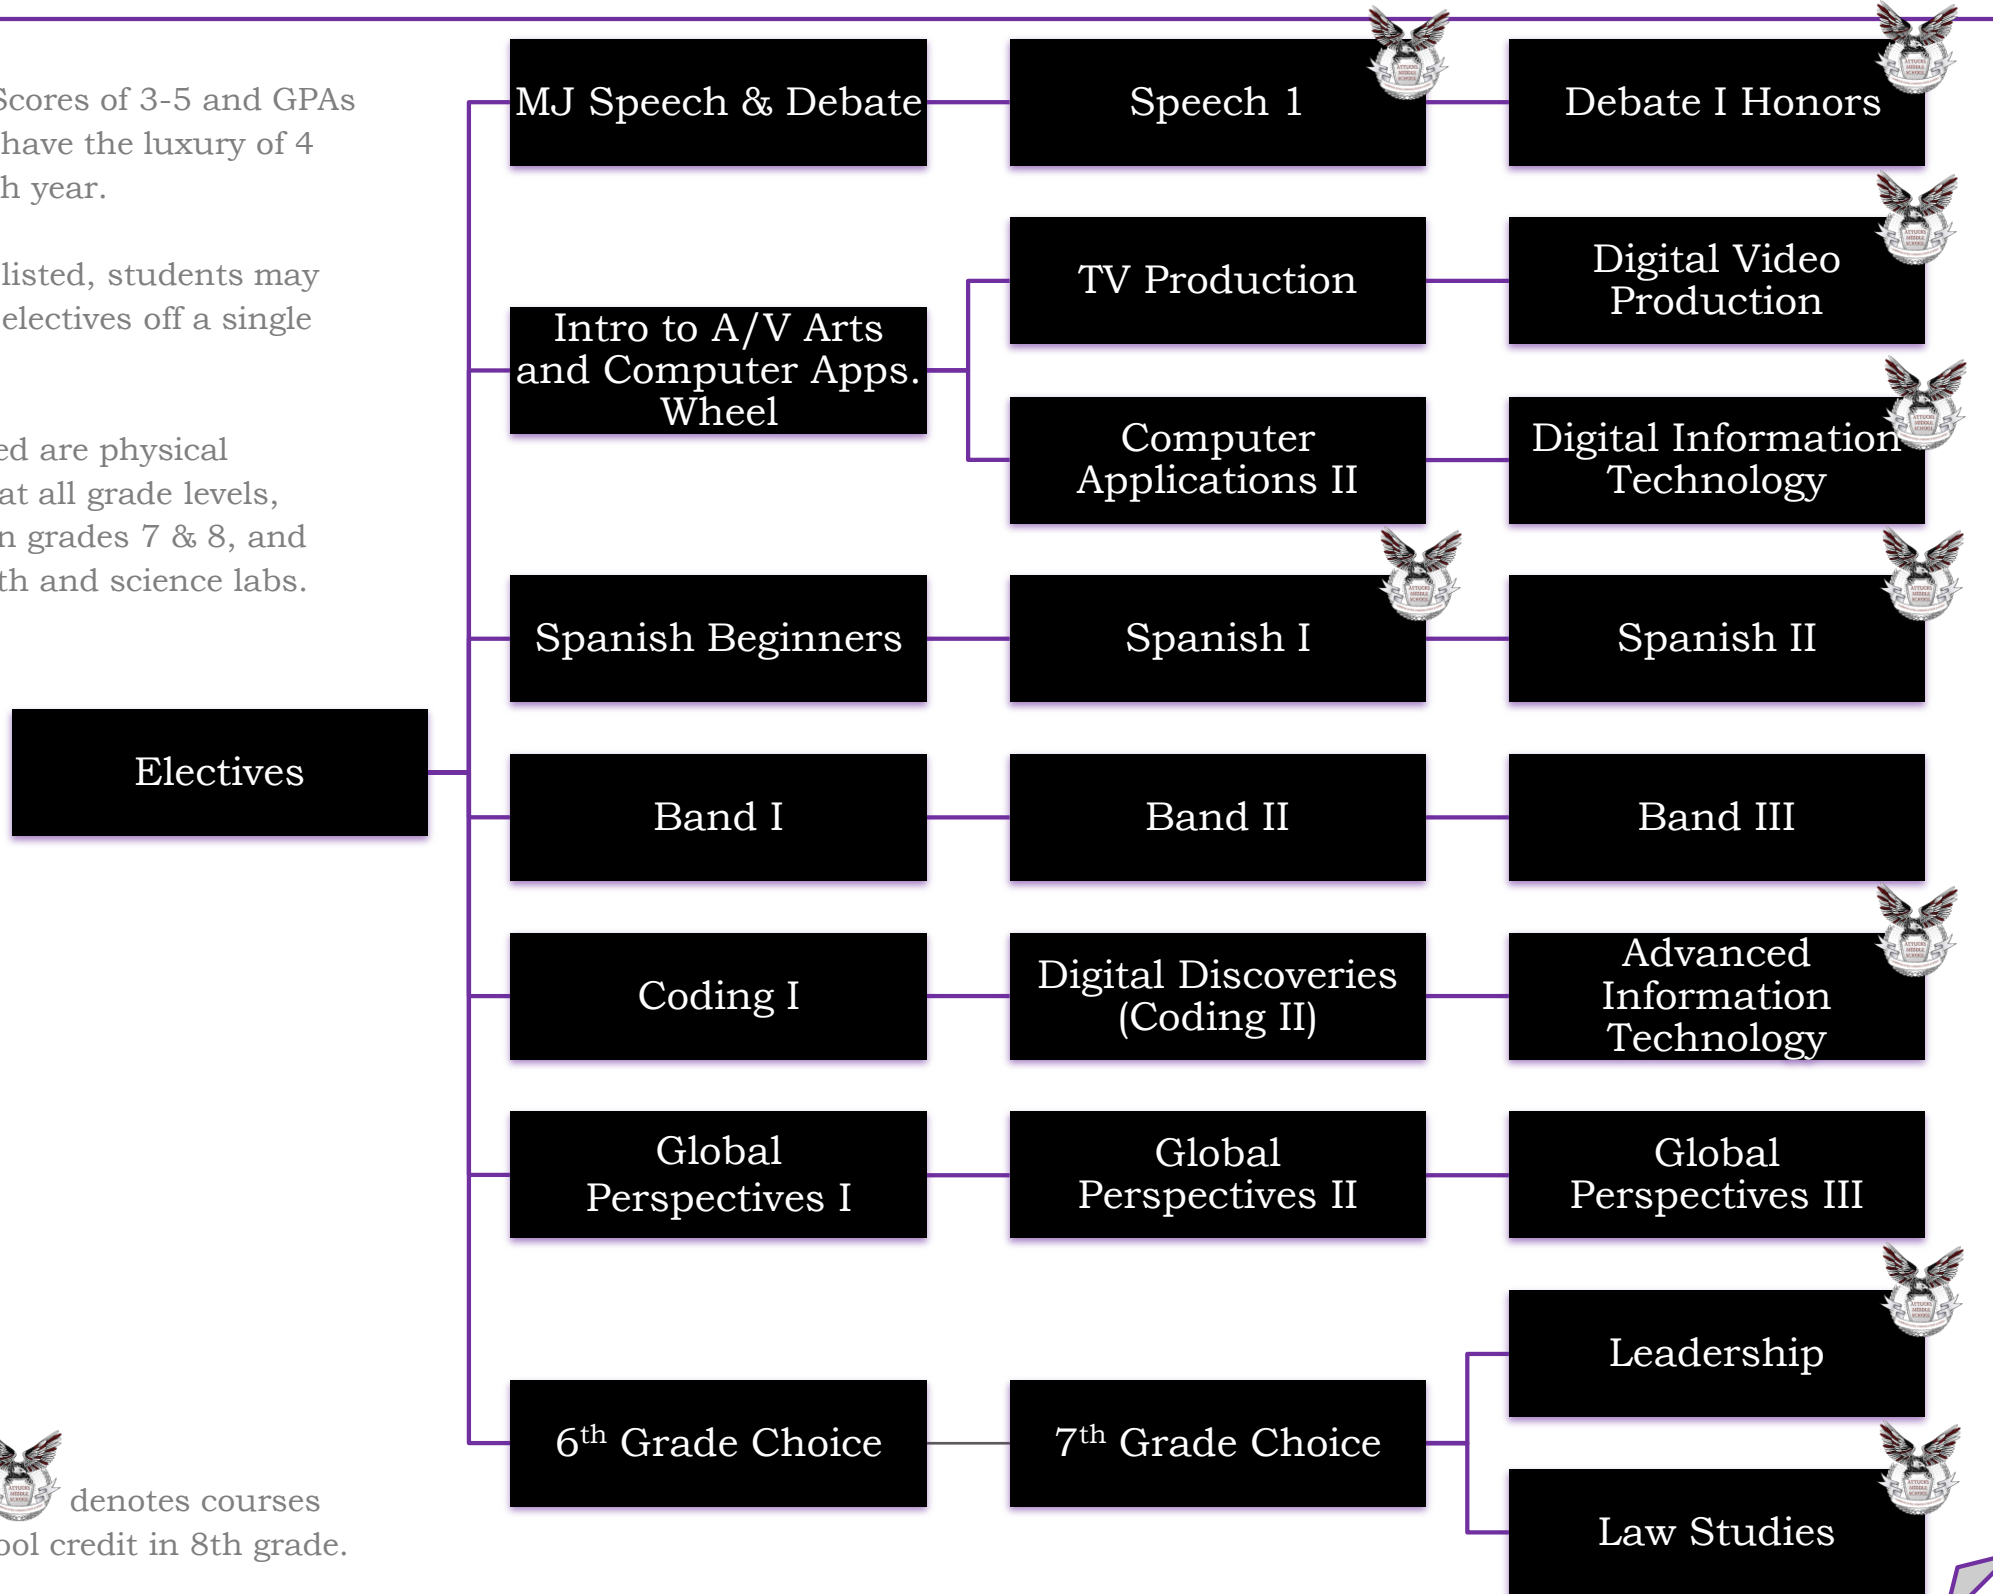 Scores of 3-5 and GPAs
have the luxury of 4
h year.
listed, students may
electives off a single
ed are physical
at all grade levels,
n grades 7 & 8, and
th and science labs.
Electives
MJ Speech & Debate
Speech 1
Debate I Honors
Intro to A/V Arts
and Computer Apps.
Wheel
TV Production
Digital Video
Production
Computer
Applications II
Digital Information
Technology
Spanish Beginners
Spanish I
Spanish II
Band I
Band II
Band III
Coding I
Digital Discoveries
(Coding II)
Advanced
Information
Technology
Global
Perspectives I
Global
Perspectives II
Global
Perspectives III
6th Grade Choice
7th Grade Choice
Leadership
Law Studies
denotes courses
ool credit in 8th grade.
ATTUCKS
MIDDLE
SCHOOL